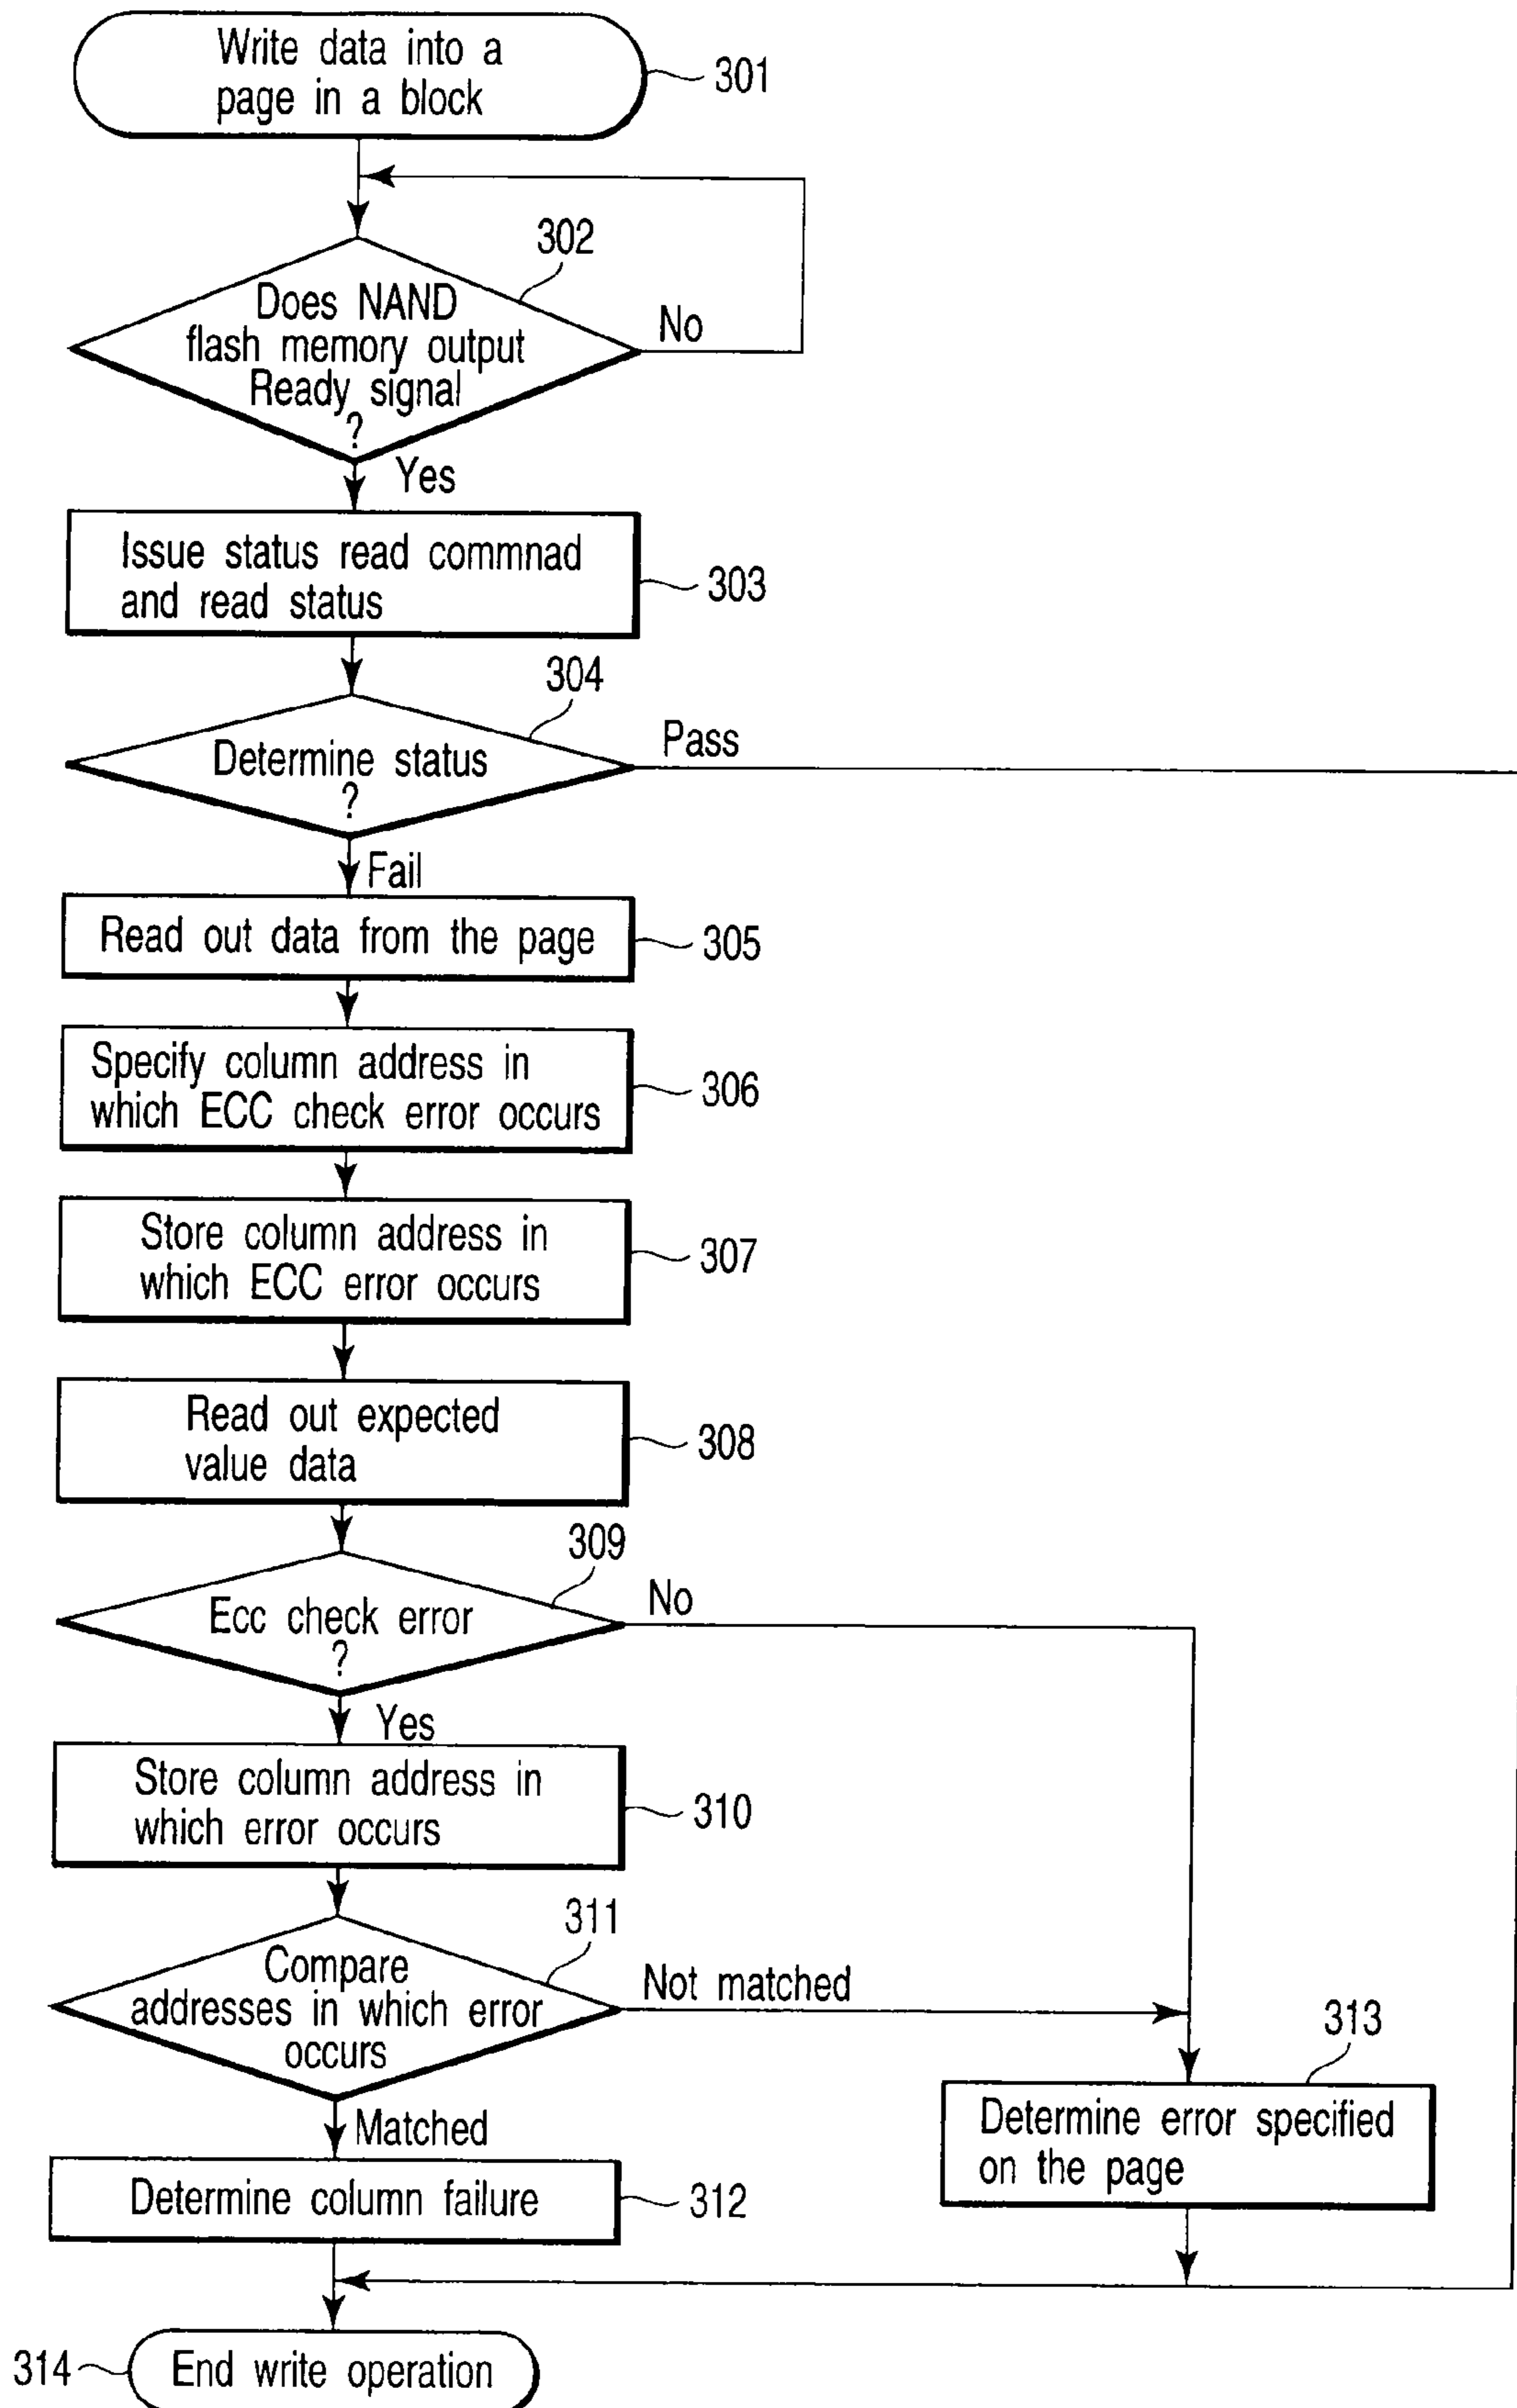 Write data into a
page in a block
301
302
Does NAND
flash memory output
Ready signal
?
No
Yes
Issue status read commnad
and read status
303
304
Determine status
?
Pass
Fail
Read out data from the page
305
Specify column address in
which ECC check error occurs
306
Store column address in
which ECC error occurs
307
Read out expected
value data
308
309
Ecc check error
?
No
Yes
Store column address in
which error occurs
310
311
Compare
addresses in which error
occurs
Not matched
313
Matched
Determine error specified
on the page
Determine column failure
312
314
End write operation